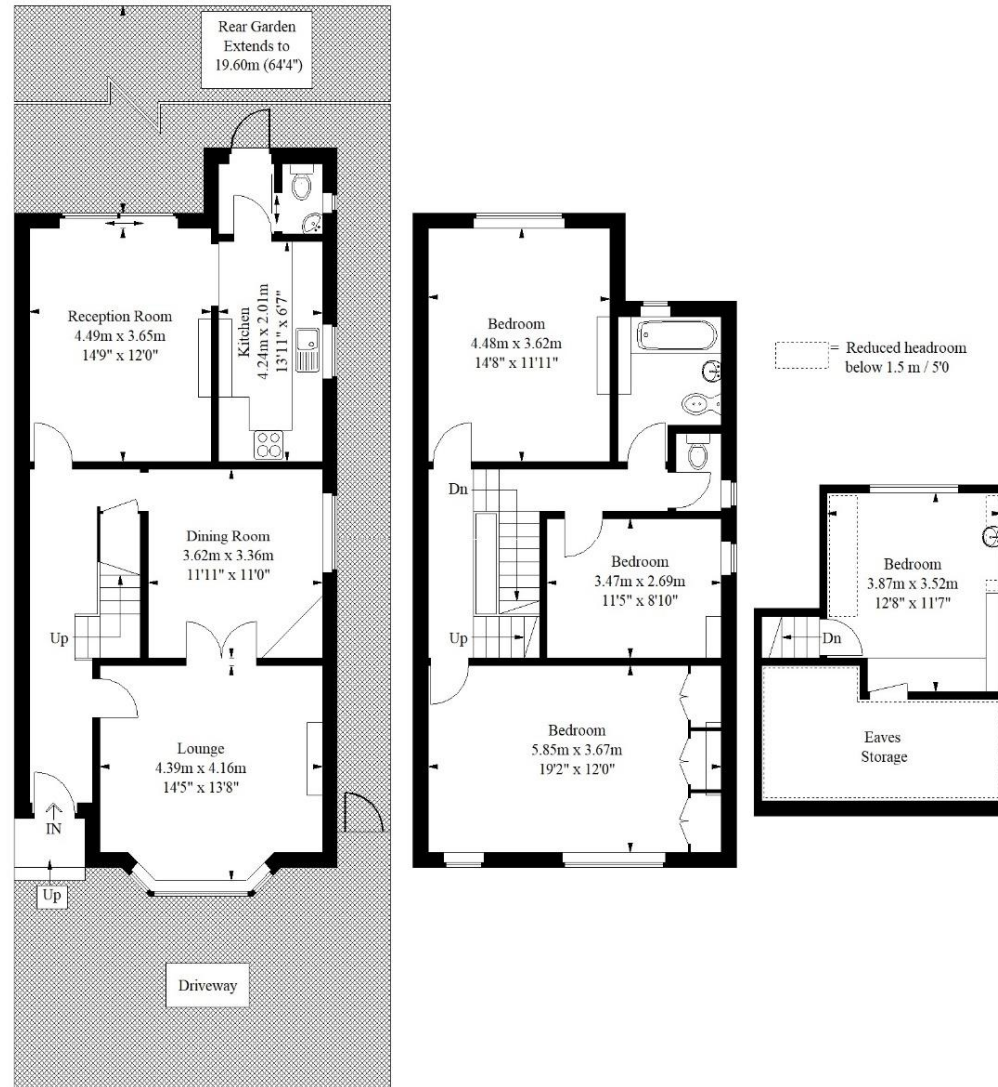 Rear Garden
Extends to
19.60m (64'4")
Reception Room
4.49m x 3.65m
14'9" x 12'0"
Kitchen
4.24m x 2.01m
13'11" x 6'7"
Dining Room
3.62m x 3.36m
11'11" x 11'0"
Up
Lounge
4.39m x 4.16m
14'5" x 13'8"
IN
Up
Driveway
Bedroom
4.48m x 3.62m
14'8" x 11'11"
Dn
Bedroom
3.47m x 2.69m
11'5" x 8'10"
Up
Bedroom
5.85m x 3.67m
19'2" x 12'0"
= Reduced headroom
below 1.5 m / 5'0
Bedroom
3.87m x 3.52m
12'8" x 11'7"
Dn
Eaves
Storage